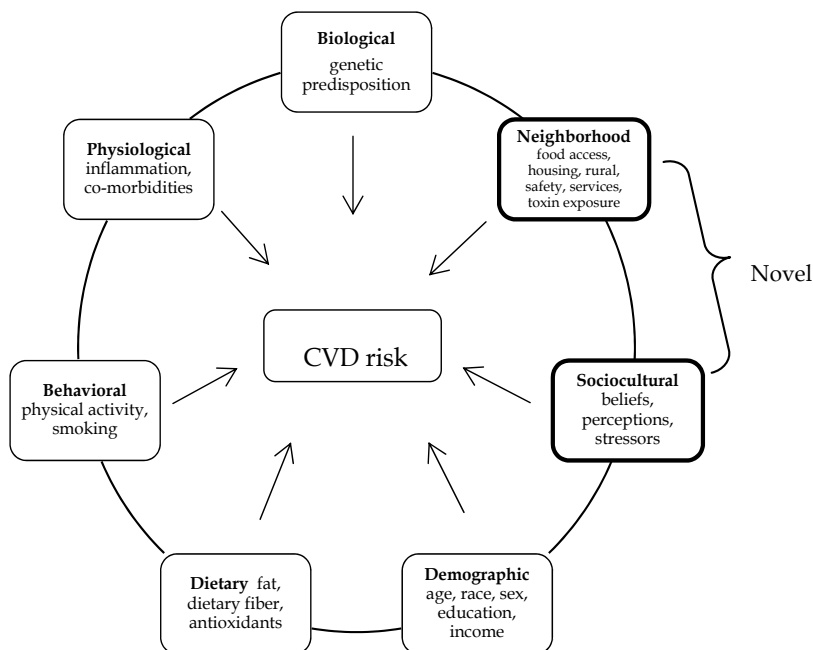 Biological
genetic
predisposition
Physiological
inflammation,
co-morbidities
Neighborhood
food access,
housing, rural,
safety, services,
toxin exposure
Novel
CVD risk
Behavioral
physical activity,
smoking
Sociocultural
beliefs,
perceptions,
stressors
Dietary fat,
dietary fiber,
antioxidants
Demographic
age, race, sex,
education,
income